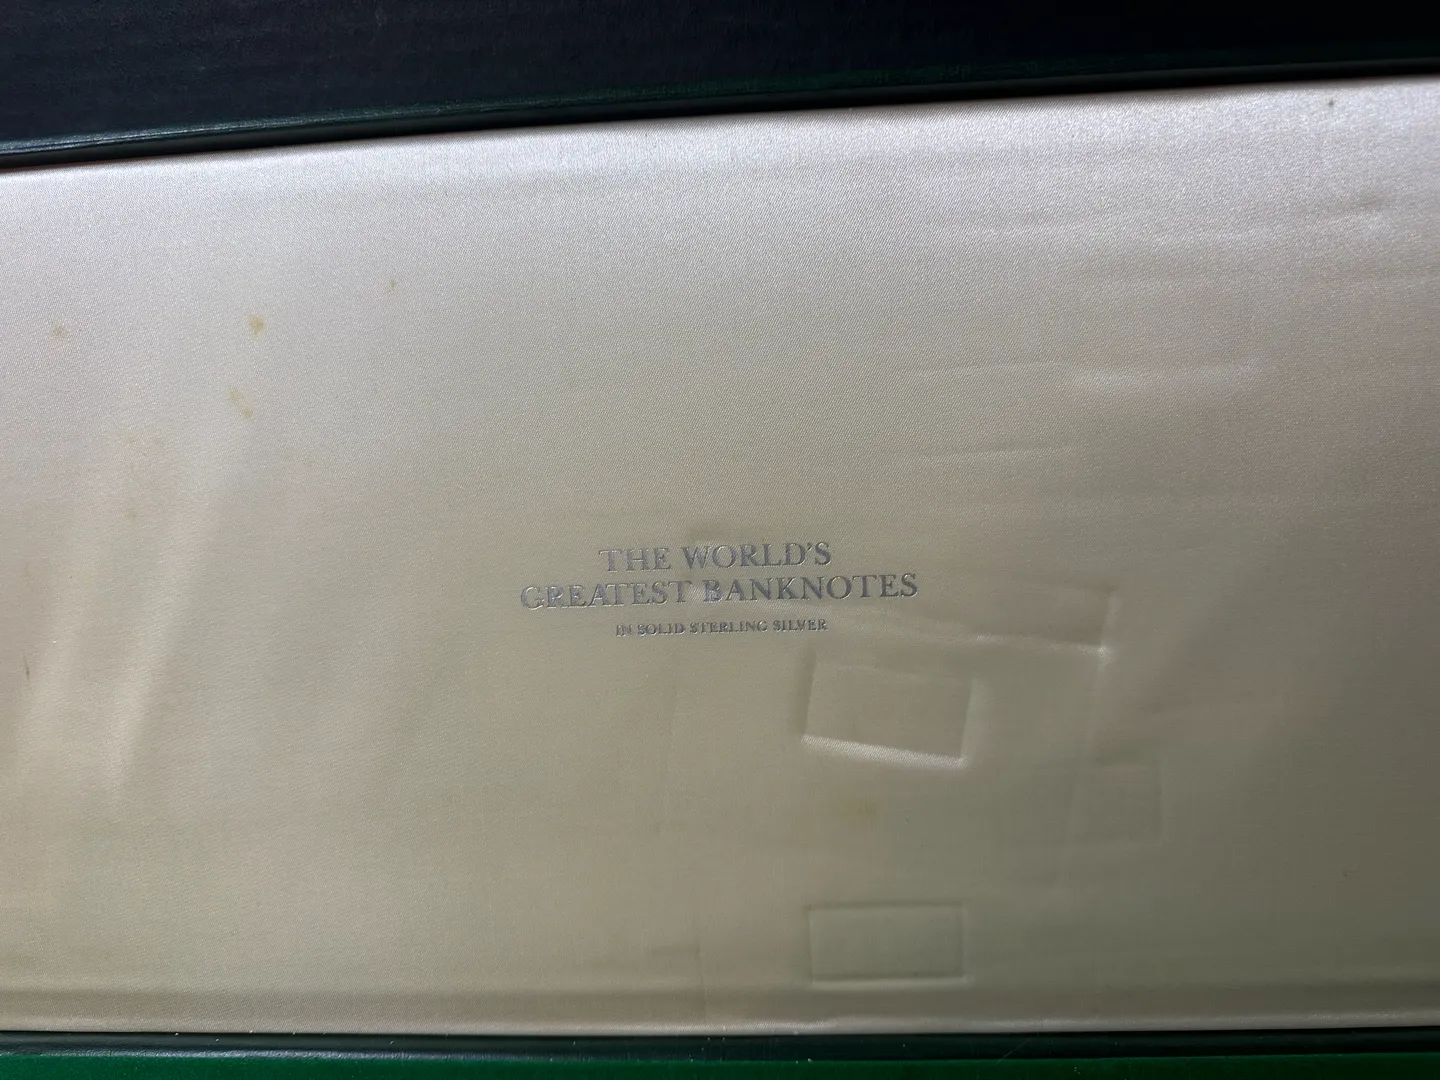 THE WORLD'S
GREATEST BANKNOTES
IN SOLID STERLING SILVER